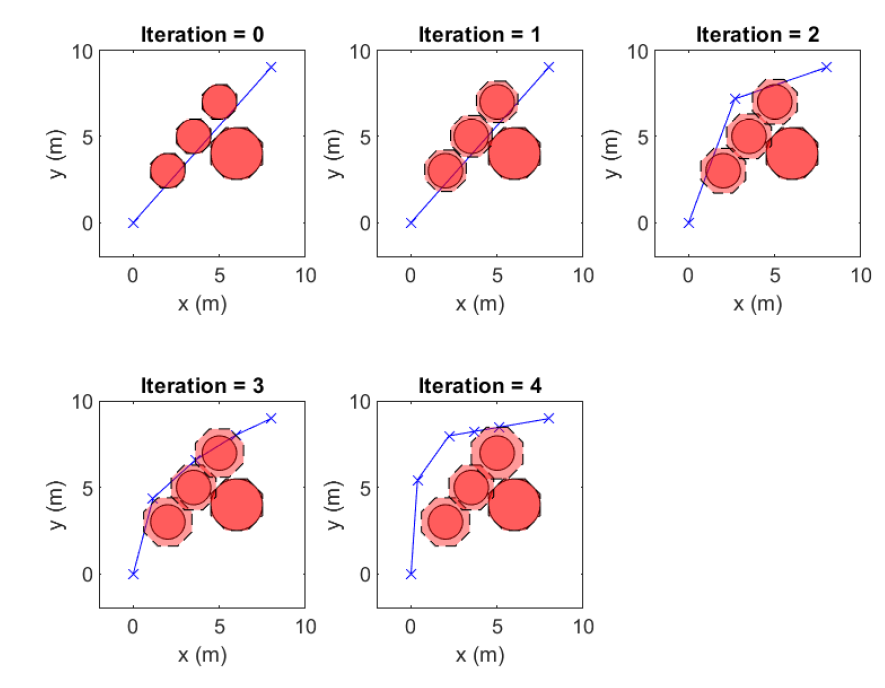 Iteration = 0
10
5
0
y (m)
0 5 10
x (m)
Iteration = 1
10
5
0
y (m)
0 5 10
x (m)
Iteration = 2
10
5
0
y (m)
0 5 10
x (m)
Iteration = 3
10
5
0
y (m)
0 5 10
x (m)
Iteration = 4
10
5
0
y (m)
0 5 10
x (m)